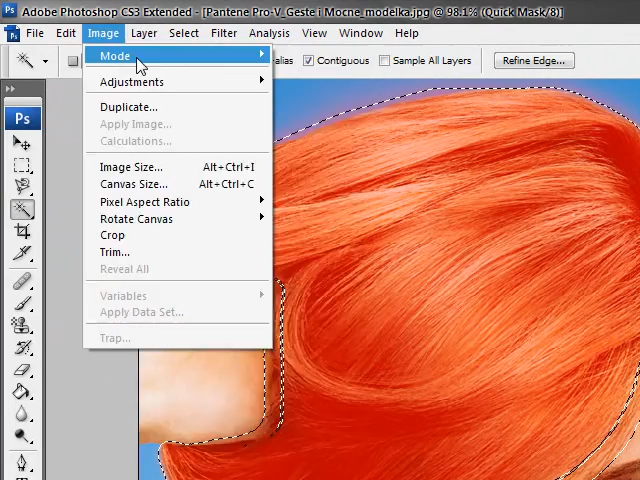 Ps Adobe Photoshop CS3 Extended - [Pantene Pro-V_Geste i Mocne_modelka.jpg @ 98.1% (Quick Mask/8)]
File Edit Image Layer Select Filter Analysis View Window Help
alias Contiguous Sample All Layers Refine Edge...
Mode
Adjustments
Duplicate...
Apply Image...
Calculations...
Image Size... Alt+Ctrl+I
Canvas Size... Alt+Ctrl+C
Pixel Aspect Ratio
Rotate Canvas
Crop
Trim...
Reveal All
Variables
Apply Data Set...
Trap...
Ps
T